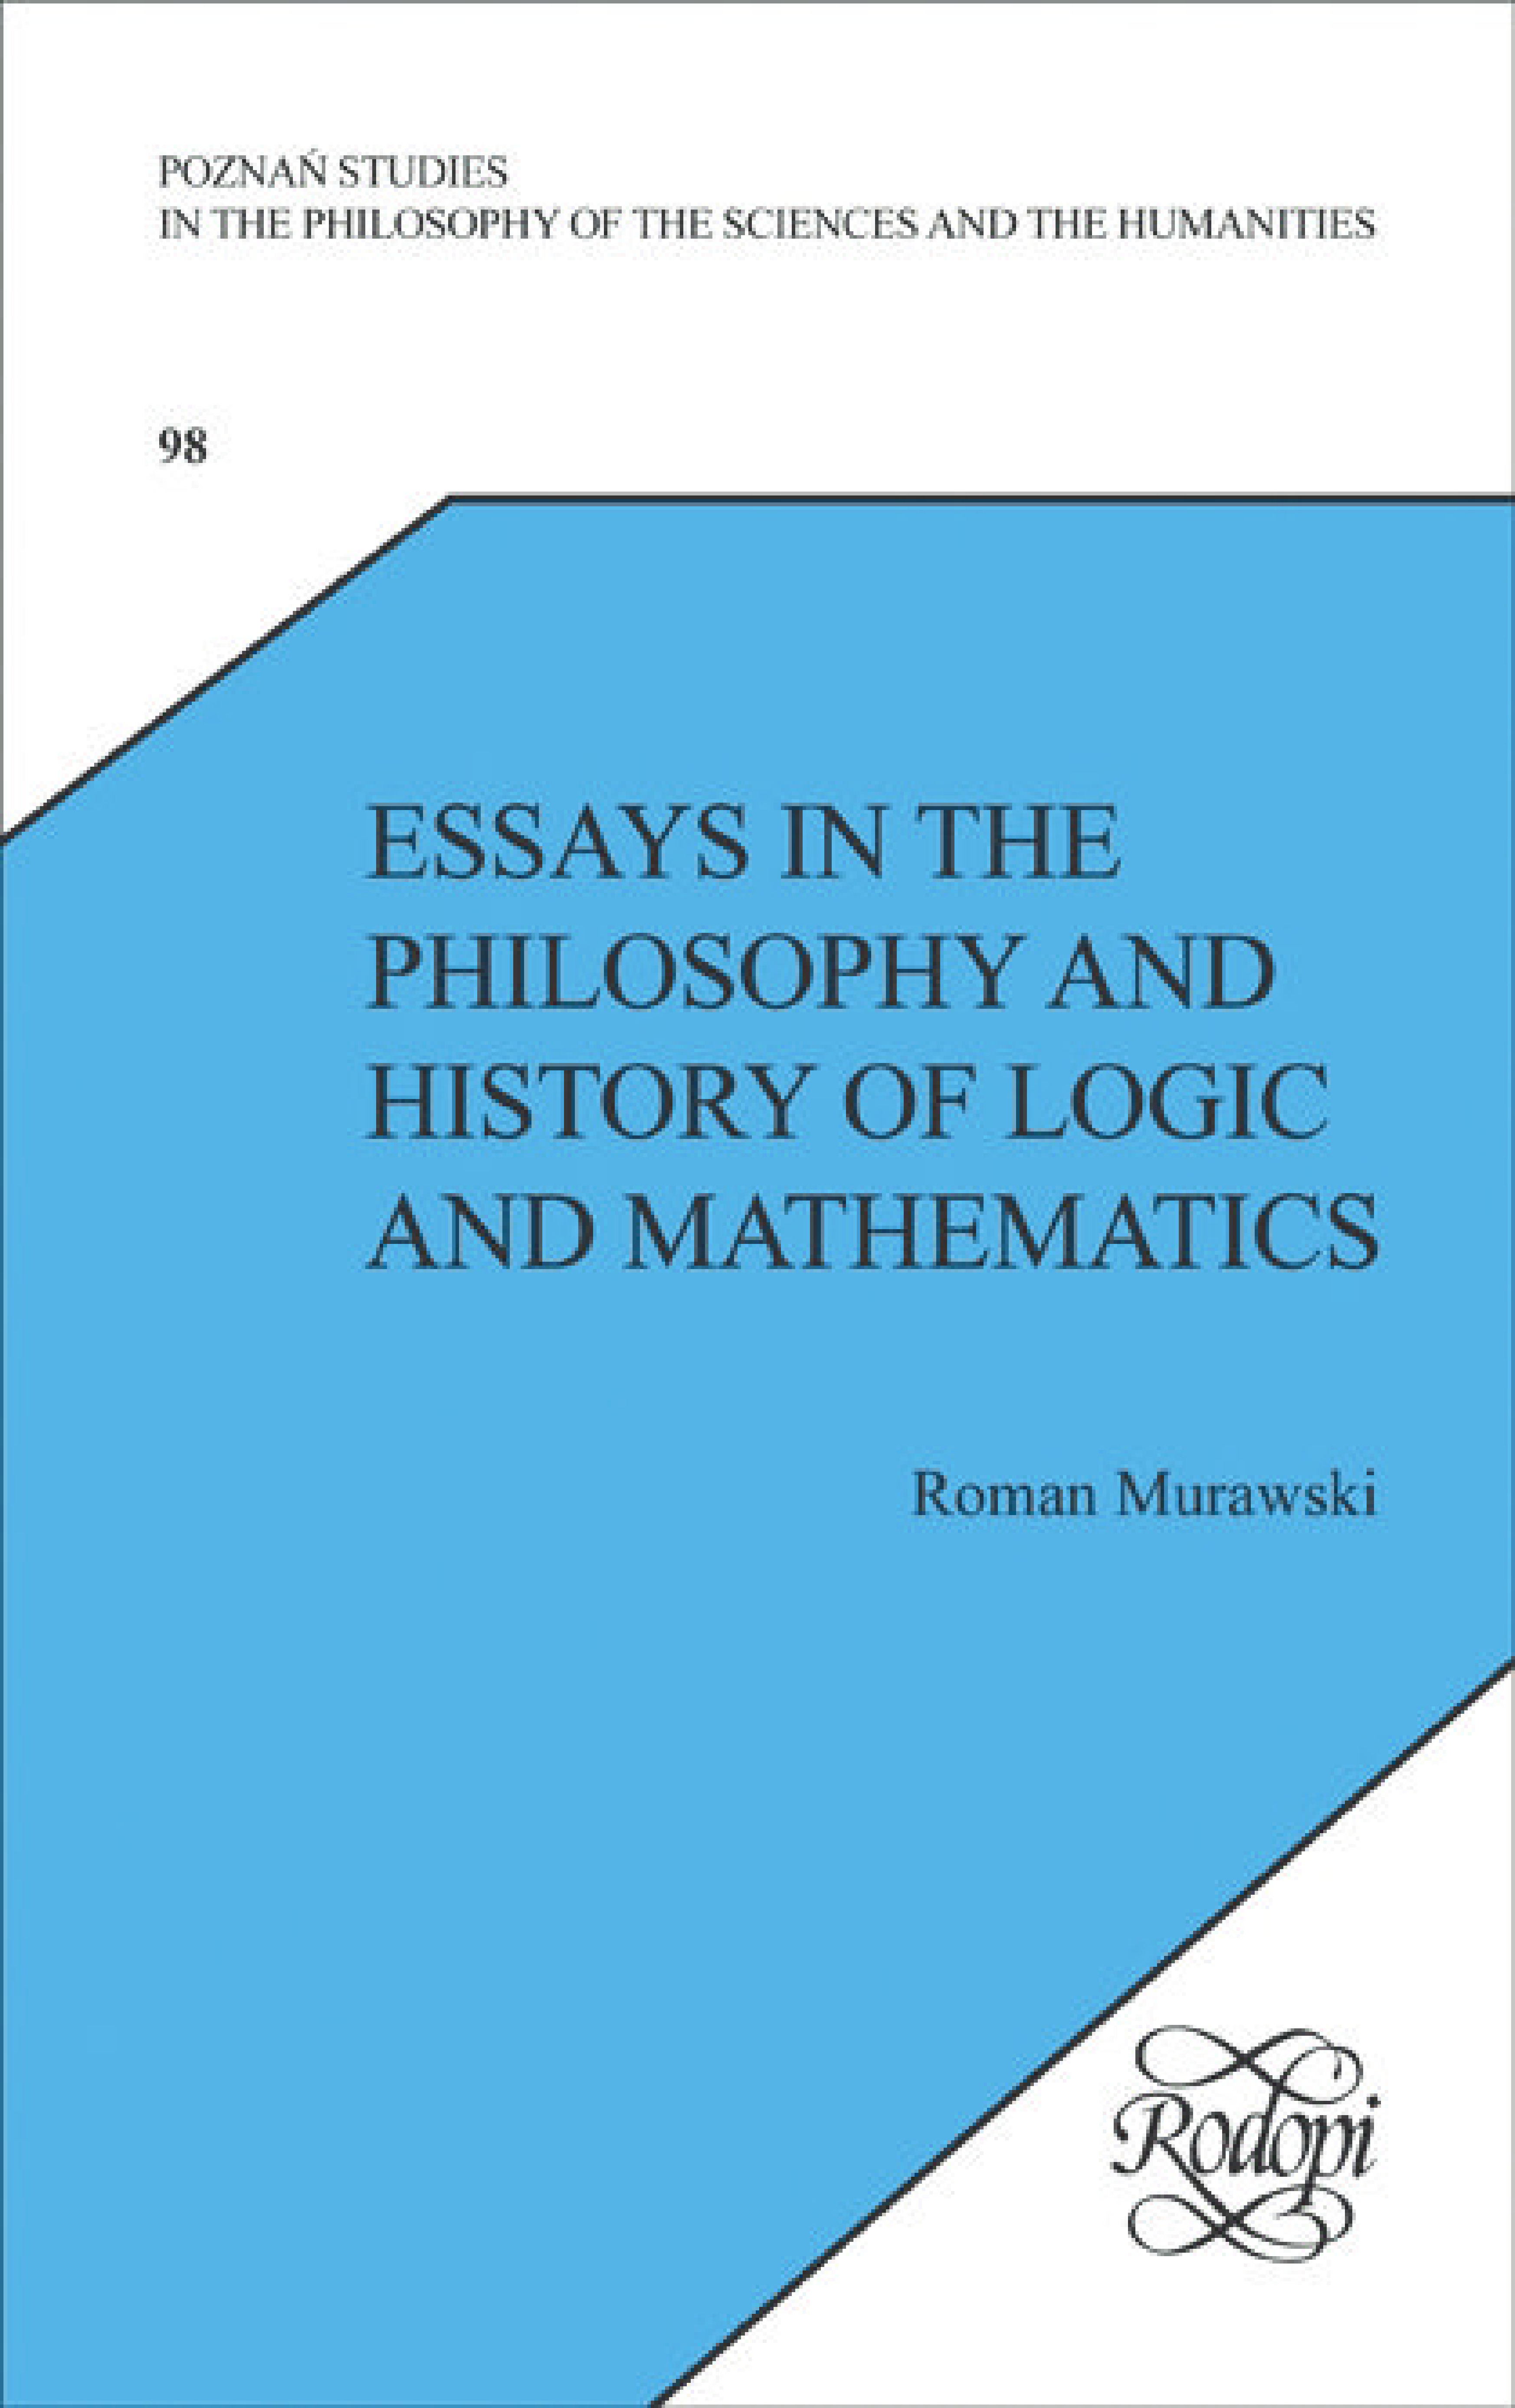 POZNAŃ STUDIES
IN THE PHILOSOPHY OF THE SCIENCES AND THE HUMANITIES
98
ESSAYS IN THE
PHILOSOPHY AND
HISTORY OF LOGIC
AND MATHEMATICS
Roman Murawski
Rodopi